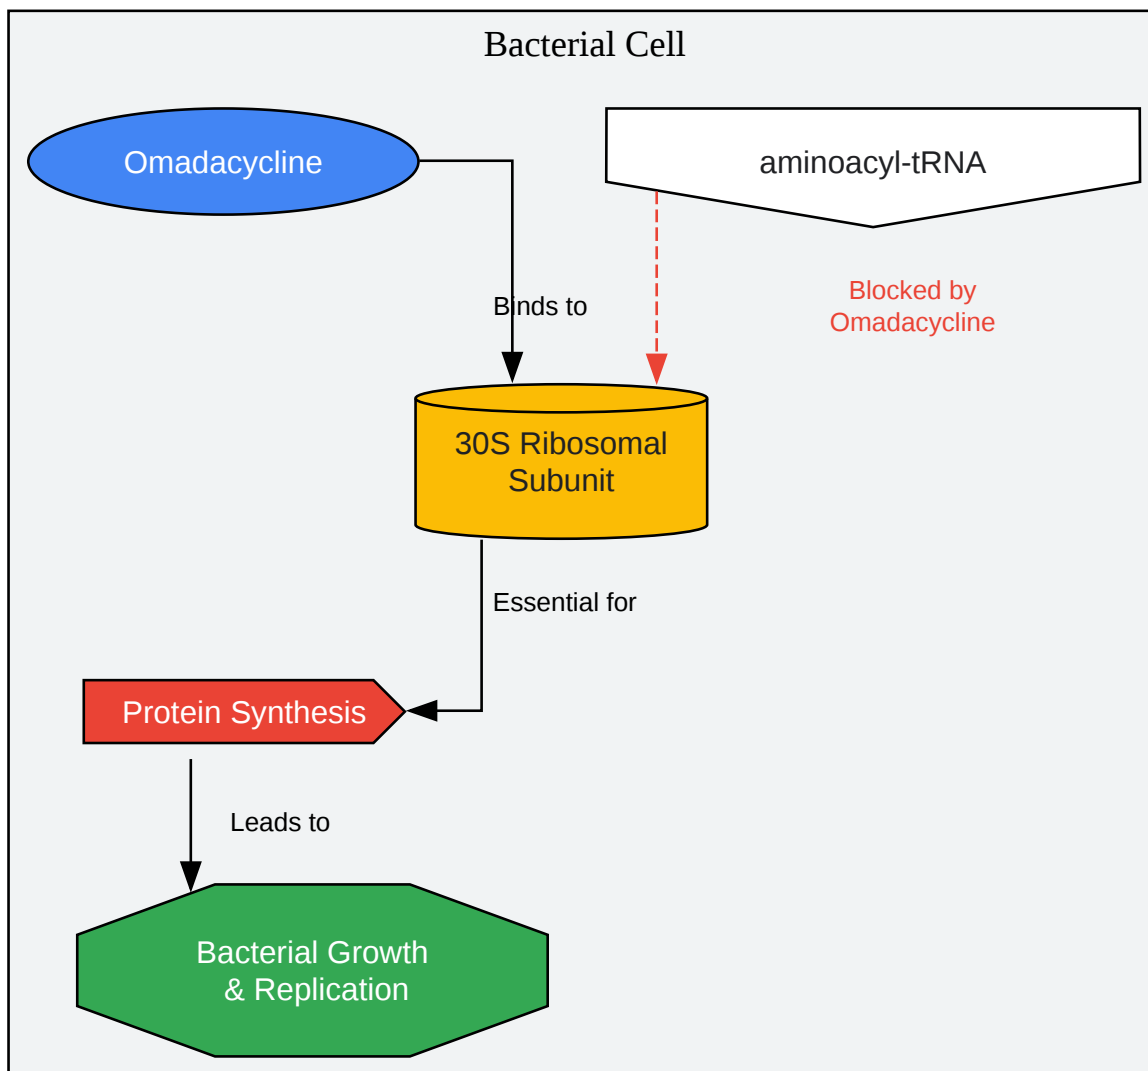 Bacterial Cell
Omadacycline
aminoacyl-tRNA
Blocked by
Omadacycline
Binds to
30S Ribosomal
Subunit
Essential for
Protein Synthesis
Leads to
Bacterial Growth
& Replication